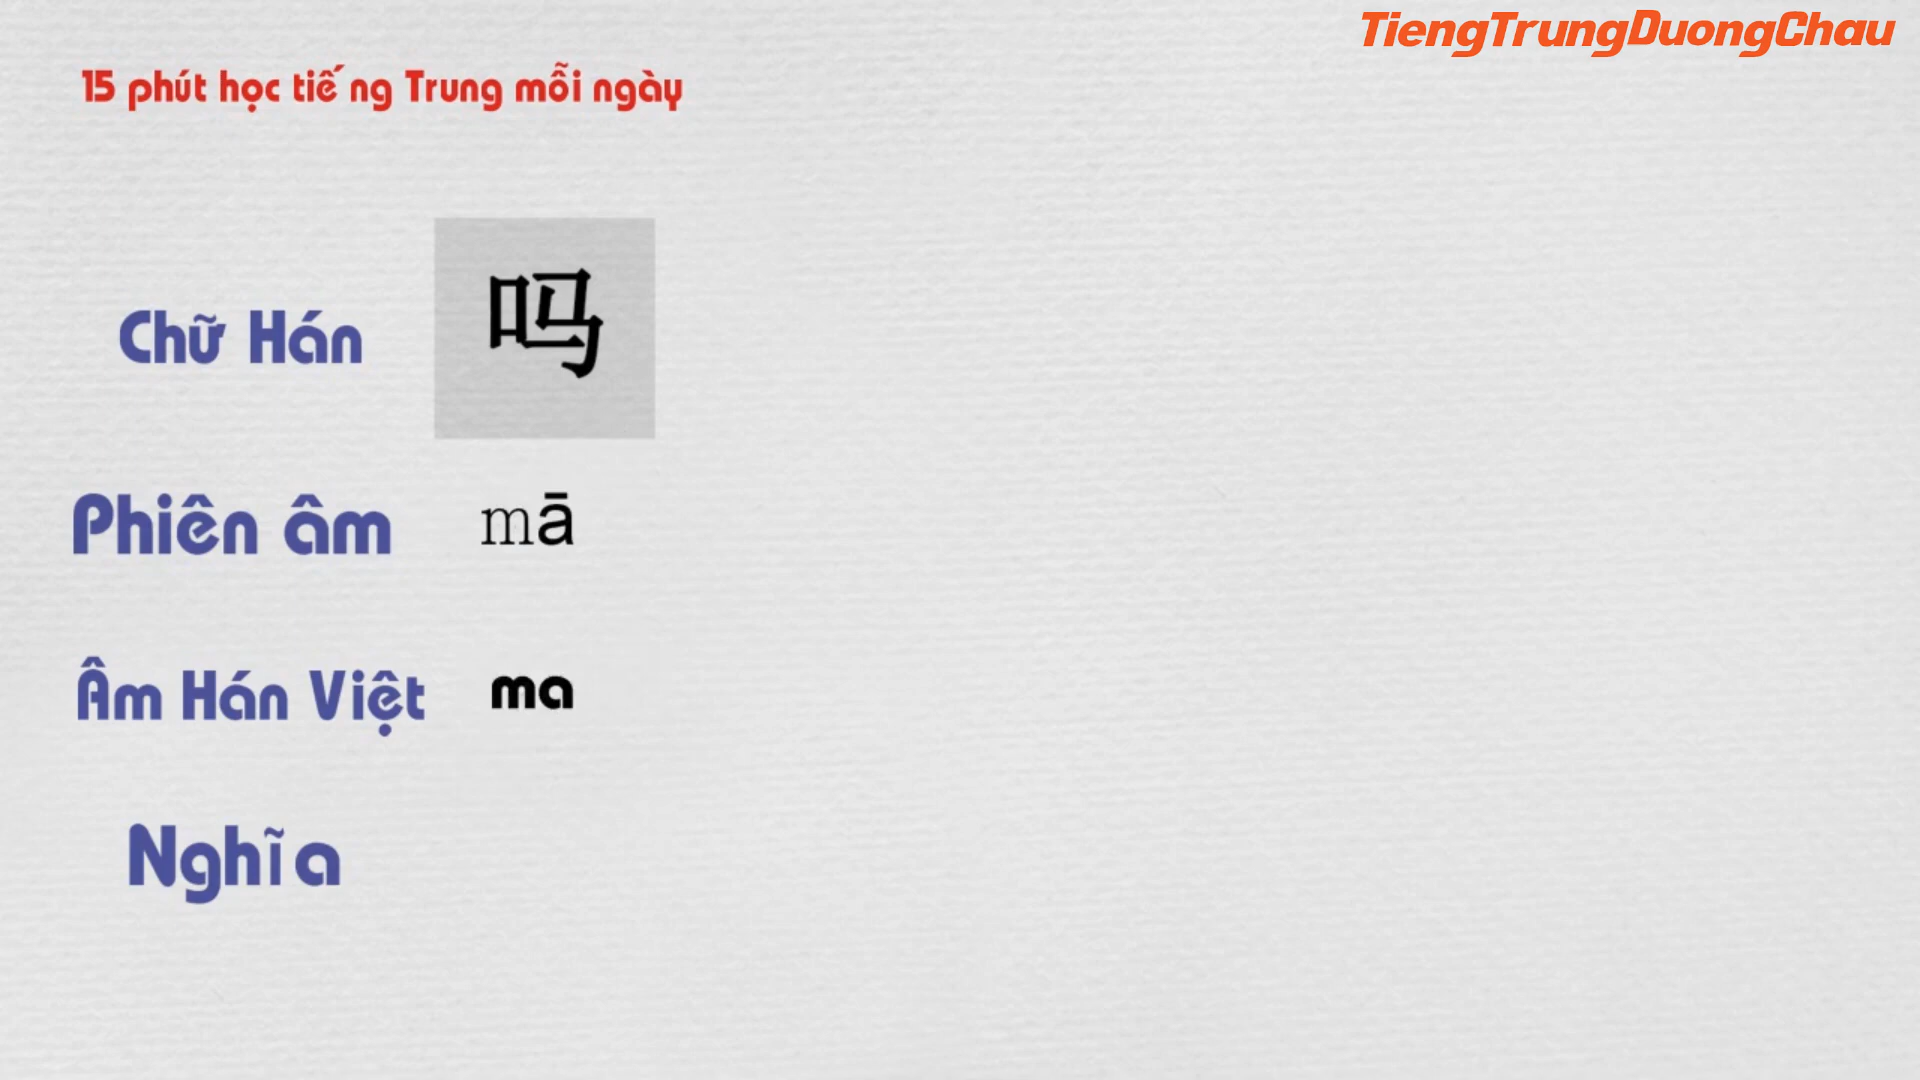 TiengTrungDuongChau
15 phút học tiếng Trung mỗi ngày
Chữ Hán 吗
Phiên âm mā
Âm Hán Việt ma
Nghĩa